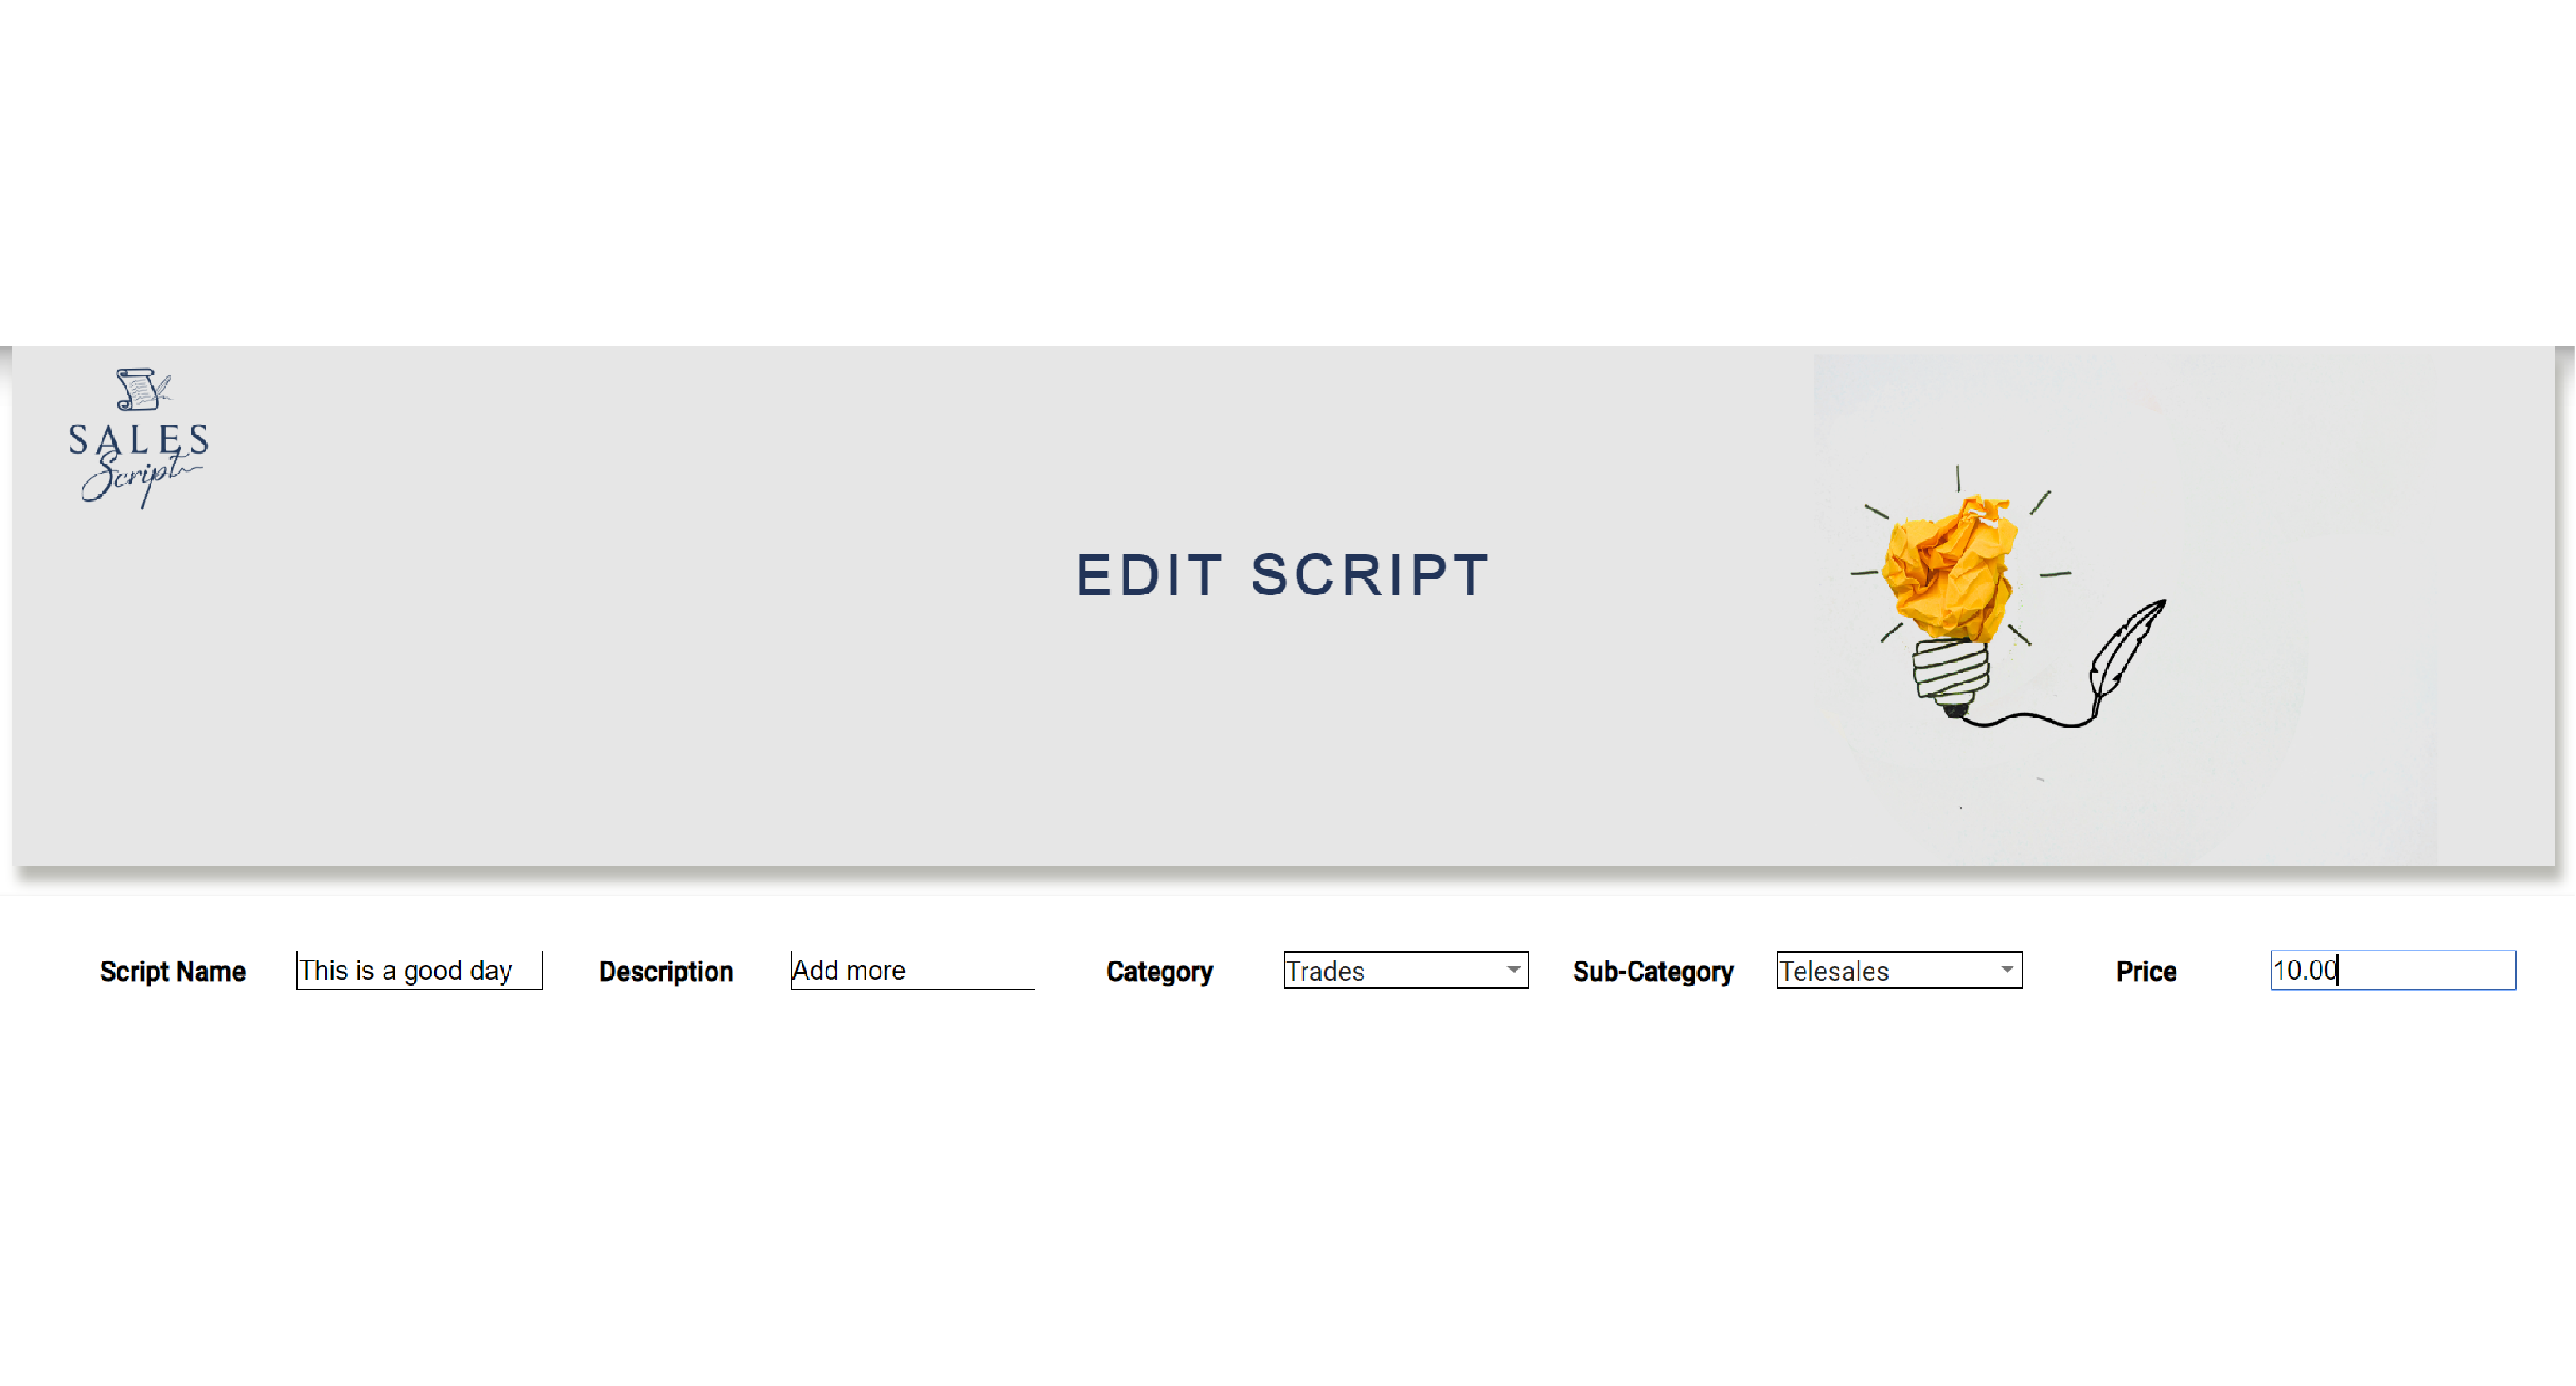 SALES
Script
EDIT SCRIPT
Script Name This is a good day Description Add more Category Trades Sub-Category Telesales Price 10.00